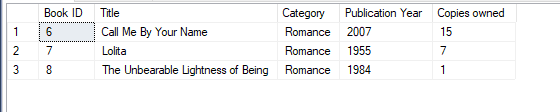 Book ID Title Category Publication Year Copies owned
1 6 Call Me By Your Name Romance 2007 15
2 7 Lolita Romance 1955 7
3 8 The Unbearable Lightness of Being Romance 1984 1